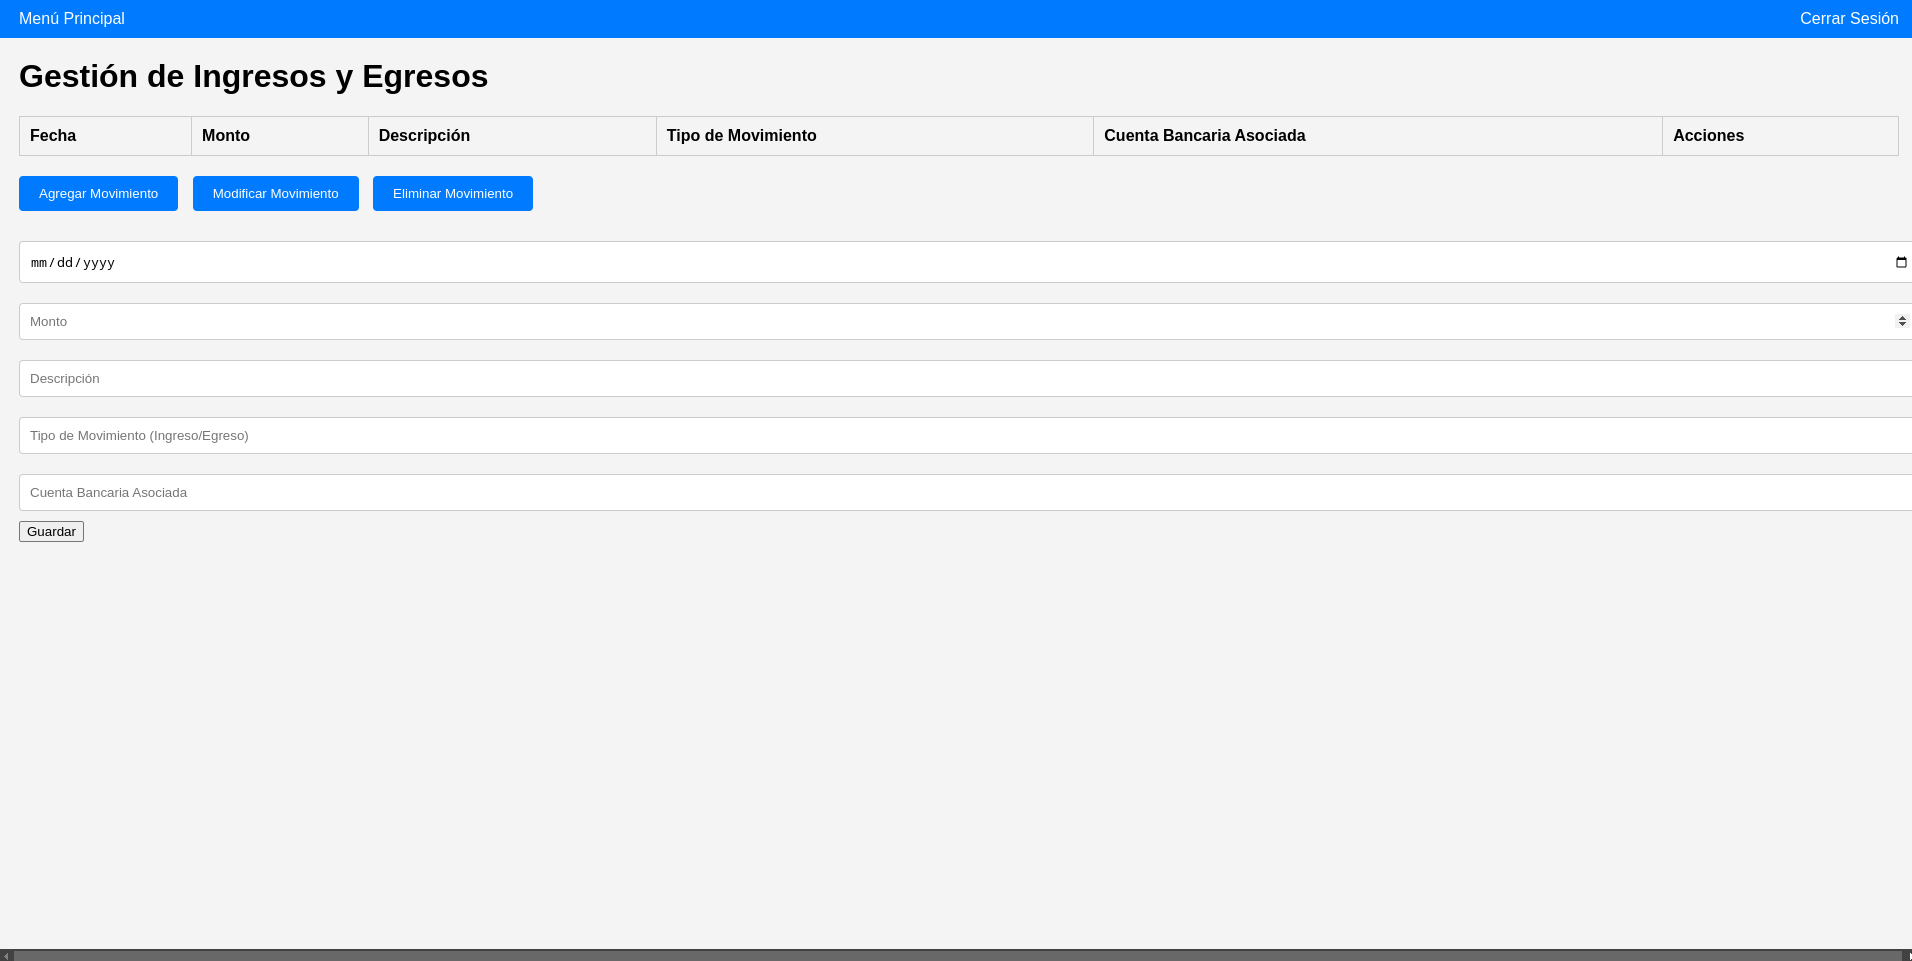 Menú Principal Cerrar Sesión
Gestión de Ingresos y Egresos
Fecha Monto Descripción Tipo de Movimiento Cuenta Bancaria Asociada Acciones
Agregar Movimiento Modificar Movimiento Eliminar Movimiento
mm/dd/yyyy
Monto
Descripción
Tipo de Movimiento (Ingreso/Egreso)
Cuenta Bancaria Asociada
Guardar